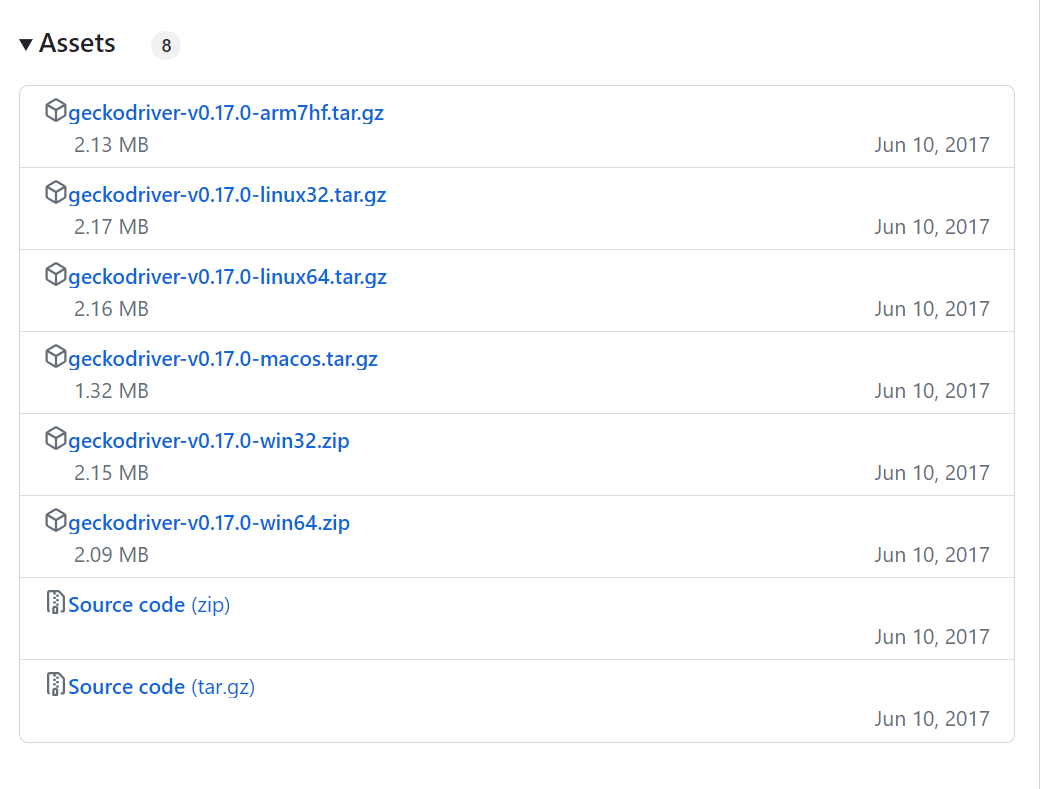 Assets 8
geckodriver-v0.17.0-arm7hf.tar.gz
2.13 MB Jun 10, 2017
geckodriver-v0.17.0-linux32.tar.gz
2.17 MB Jun 10, 2017
geckodriver-v0.17.0-linux64.tar.gz
2.16 MB Jun 10, 2017
geckodriver-v0.17.0-macos.tar.gz
1.32 MB Jun 10, 2017
geckodriver-v0.17.0-win32.zip
2.15 MB Jun 10, 2017
geckodriver-v0.17.0-win64.zip
2.09 MB Jun 10, 2017
Source code (zip)
Jun 10, 2017
Source code (tar.gz)
Jun 10, 2017